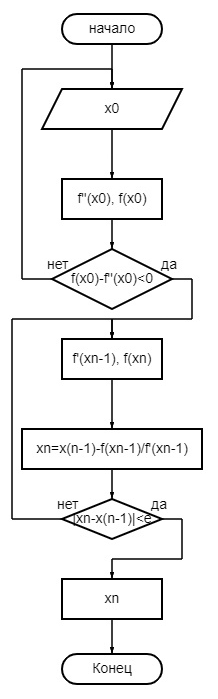 начало
x0
f"(x0), f(x0)
нет
да
f(x0)-f"(x0)<0
f'(xn-1), f(xn)
xn=x(n-1)-f(xn-1)/f'(xn-1)
нет
да
|xn-x(n-1)|<e
xn
Конец